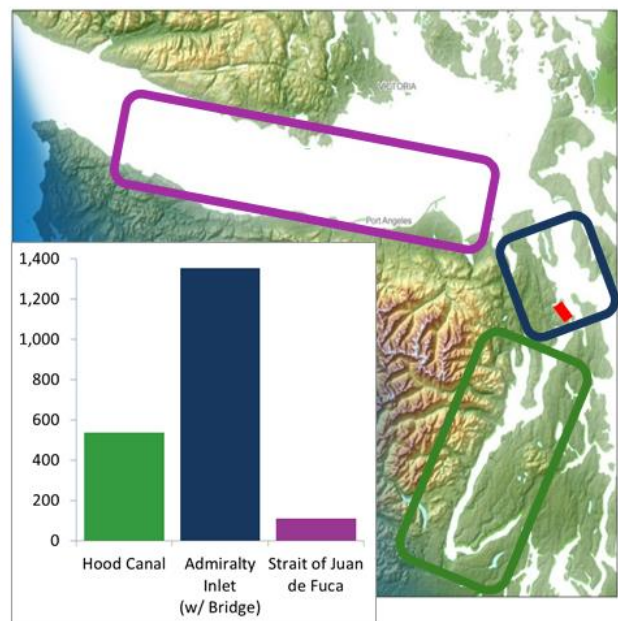 VICTORIA
Port Angeles
1,400
1,200
1,000
800
600
400
200
0
Hood Canal
Admiralty
Inlet
(w/ Bridge)
Strait of Juan
de Fuca